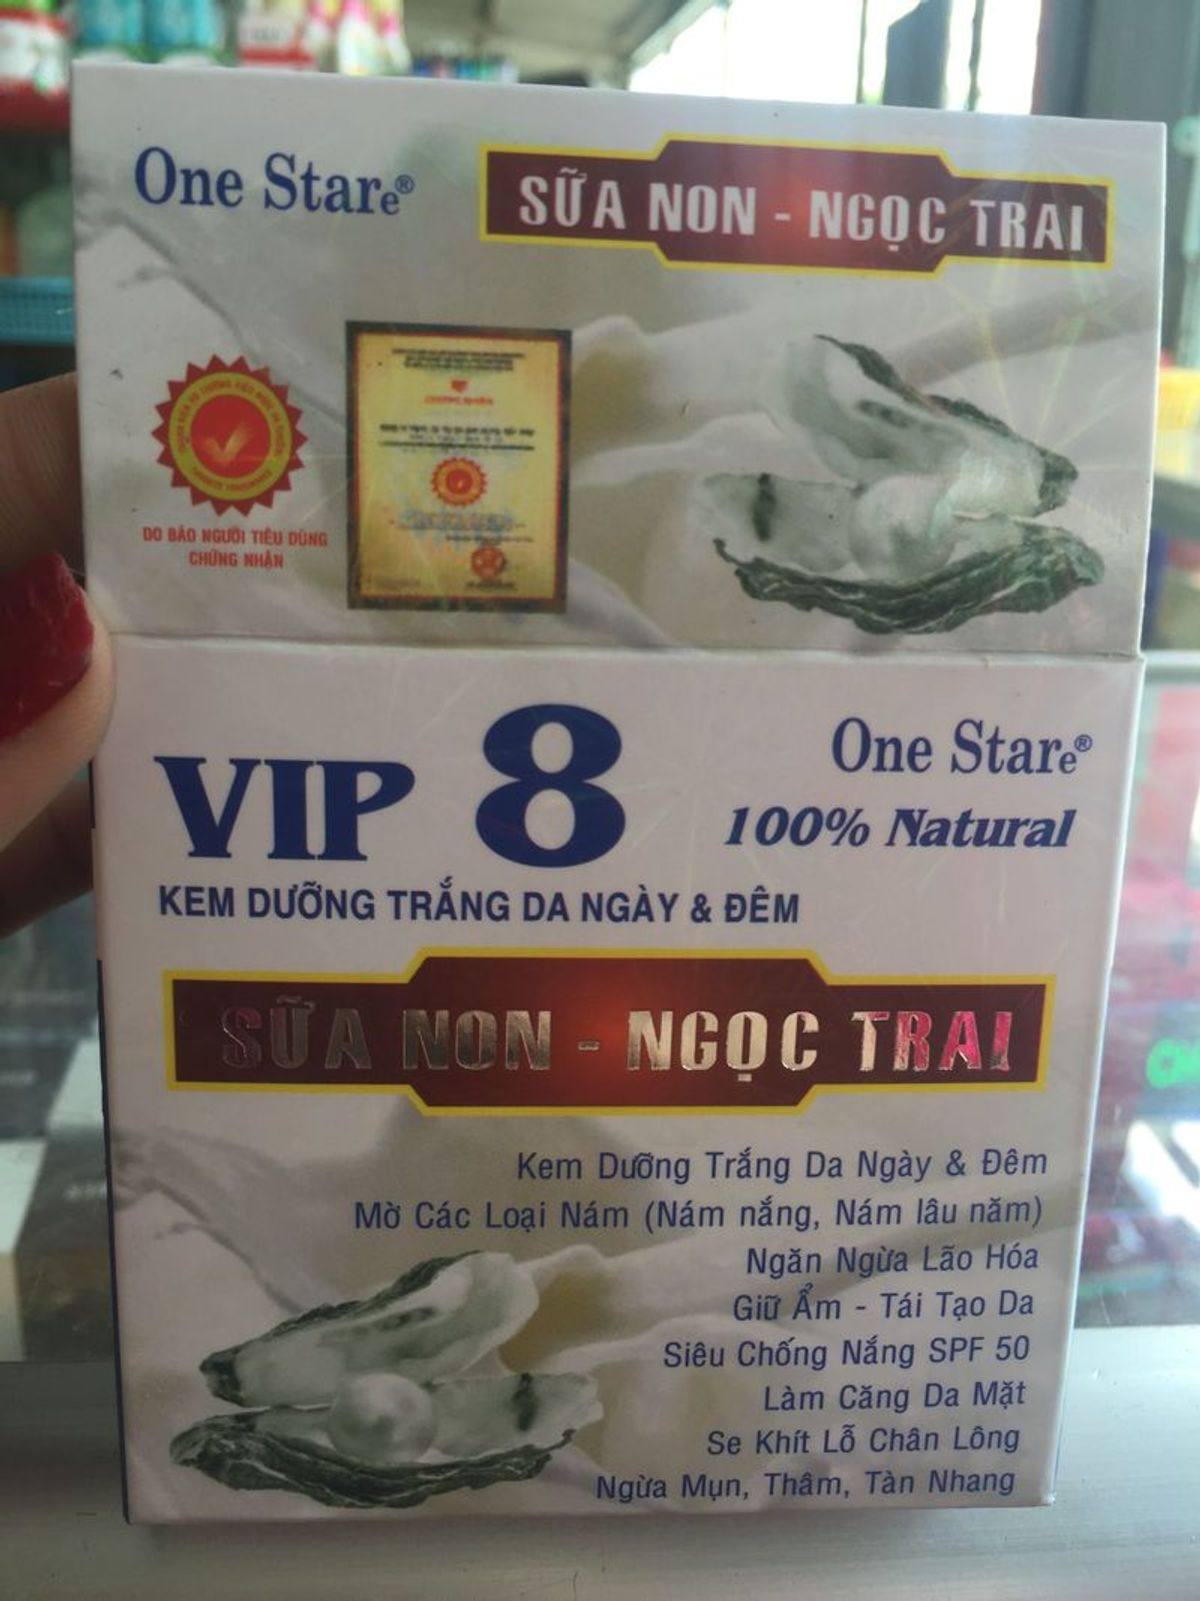 One Stare®
SỮA NON - NGỌC TRAI
DO BÁO NGƯỜI TIÊU DÙNG
CHỨNG NHẬN
VIP 8
One Stare®
100% Natural
KEM DƯỠNG TRẮNG DA NGÀY & ĐÊM
SỮA NON - NGỌC TRAI
Kem Dưỡng Trắng Da Ngày & Đêm
Mờ Các Loại Nám (Nám nắng, Nám lâu năm)
Ngăn Ngừa Lão Hóa
Giữ Ẩm - Tái Tạo Da
Siêu Chống Nắng SPF 50
Làm Căng Da Mặt
Se Khít Lỗ Chân Lông
Ngừa Mụn, Thâm, Tàn Nhang